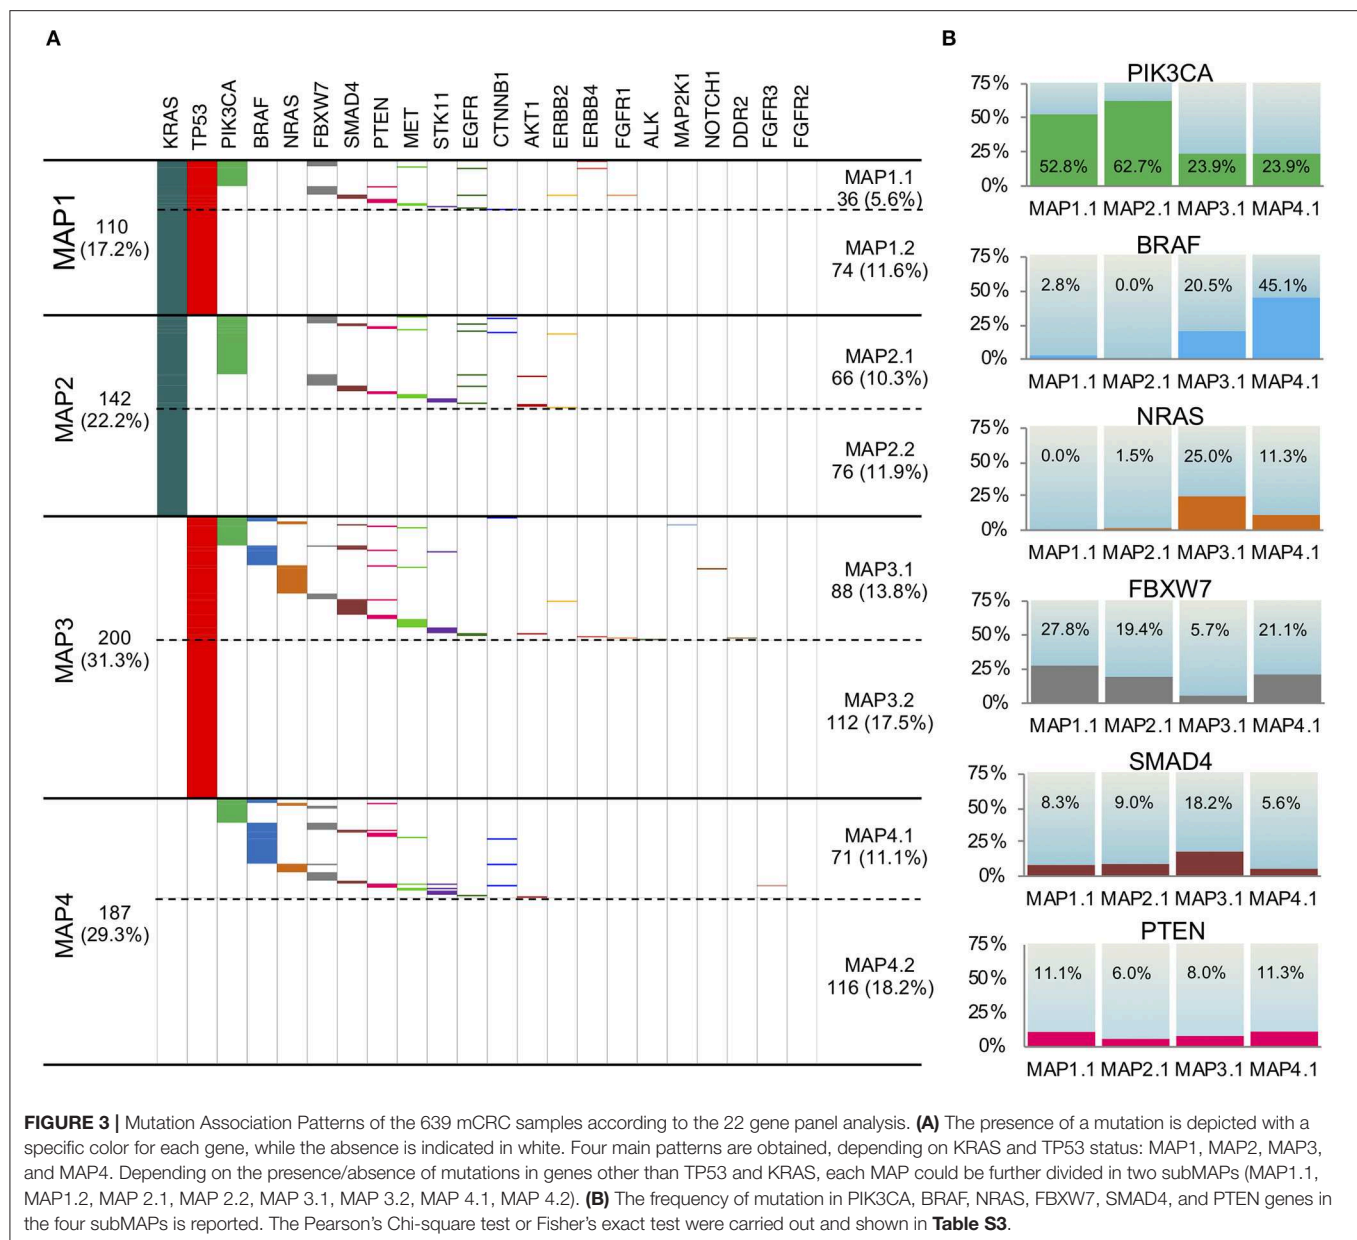 A
KRAS
TP53
PIK3CA
BRAF
NRAS
FBXW7
SMAD4
PTEN
MET
STK11
EGFR
CTNNB1
AKT1
ERBB2
ERBB4
FGFR1
ALK
MAP2K1
NOTCH1
DDR2
FGFR3
FGFR2
MAP1
110
(17.2%)
MAP1.1
36 (5.6%)
MAP1.2
74 (11.6%)
MAP2
142
(22.2%)
MAP2.1
66 (10.3%)
MAP2.2
76 (11.9%)
MAP3
200
(31.3%)
MAP3.1
88 (13.8%)
MAP3.2
112 (17.5%)
MAP4
187
(29.3%)
MAP4.1
71 (11.1%)
MAP4.2
116 (18.2%)
B
PIK3CA
75%
50%
25%
0%
52.8% 62.7% 23.9% 23.9%
MAP1.1 MAP2.1 MAP3.1 MAP4.1
BRAF
75%
50%
25%
0%
2.8% 0.0% 20.5% 45.1%
MAP1.1 MAP2.1 MAP3.1 MAP4.1
NRAS
75%
50%
25%
0%
0.0% 1.5% 25.0% 11.3%
MAP1.1 MAP2.1 MAP3.1 MAP4.1
FBXW7
75%
50%
25%
0%
27.8% 19.4% 5.7% 21.1%
MAP1.1 MAP2.1 MAP3.1 MAP4.1
SMAD4
75%
50%
25%
0%
8.3% 9.0% 18.2% 5.6%
MAP1.1 MAP2.1 MAP3.1 MAP4.1
PTEN
75%
50%
25%
0%
11.1% 6.0% 8.0% 11.3%
MAP1.1 MAP2.1 MAP3.1 MAP4.1
FIGURE 3 | Mutation Association Patterns of the 639 mCRC samples according to the 22 gene panel analysis. (A) The presence of a mutation is depicted with a
specific color for each gene, while the absence is indicated in white. Four main patterns are obtained, depending on KRAS and TP53 status: MAP1, MAP2, MAP3,
and MAP4. Depending on the presence/absence of mutations in genes other than TP53 and KRAS, each MAP could be further divided in two subMAPs (MAP1.1,
MAP1.2, MAP 2.1, MAP 2.2, MAP 3.1, MAP 3.2, MAP 4.1, MAP 4.2). (B) The frequency of mutation in PIK3CA, BRAF, NRAS, FBXW7, SMAD4, and PTEN genes in
the four subMAPs is reported. The Pearson's Chi-square test or Fisher's exact test were carried out and shown in Table S3.